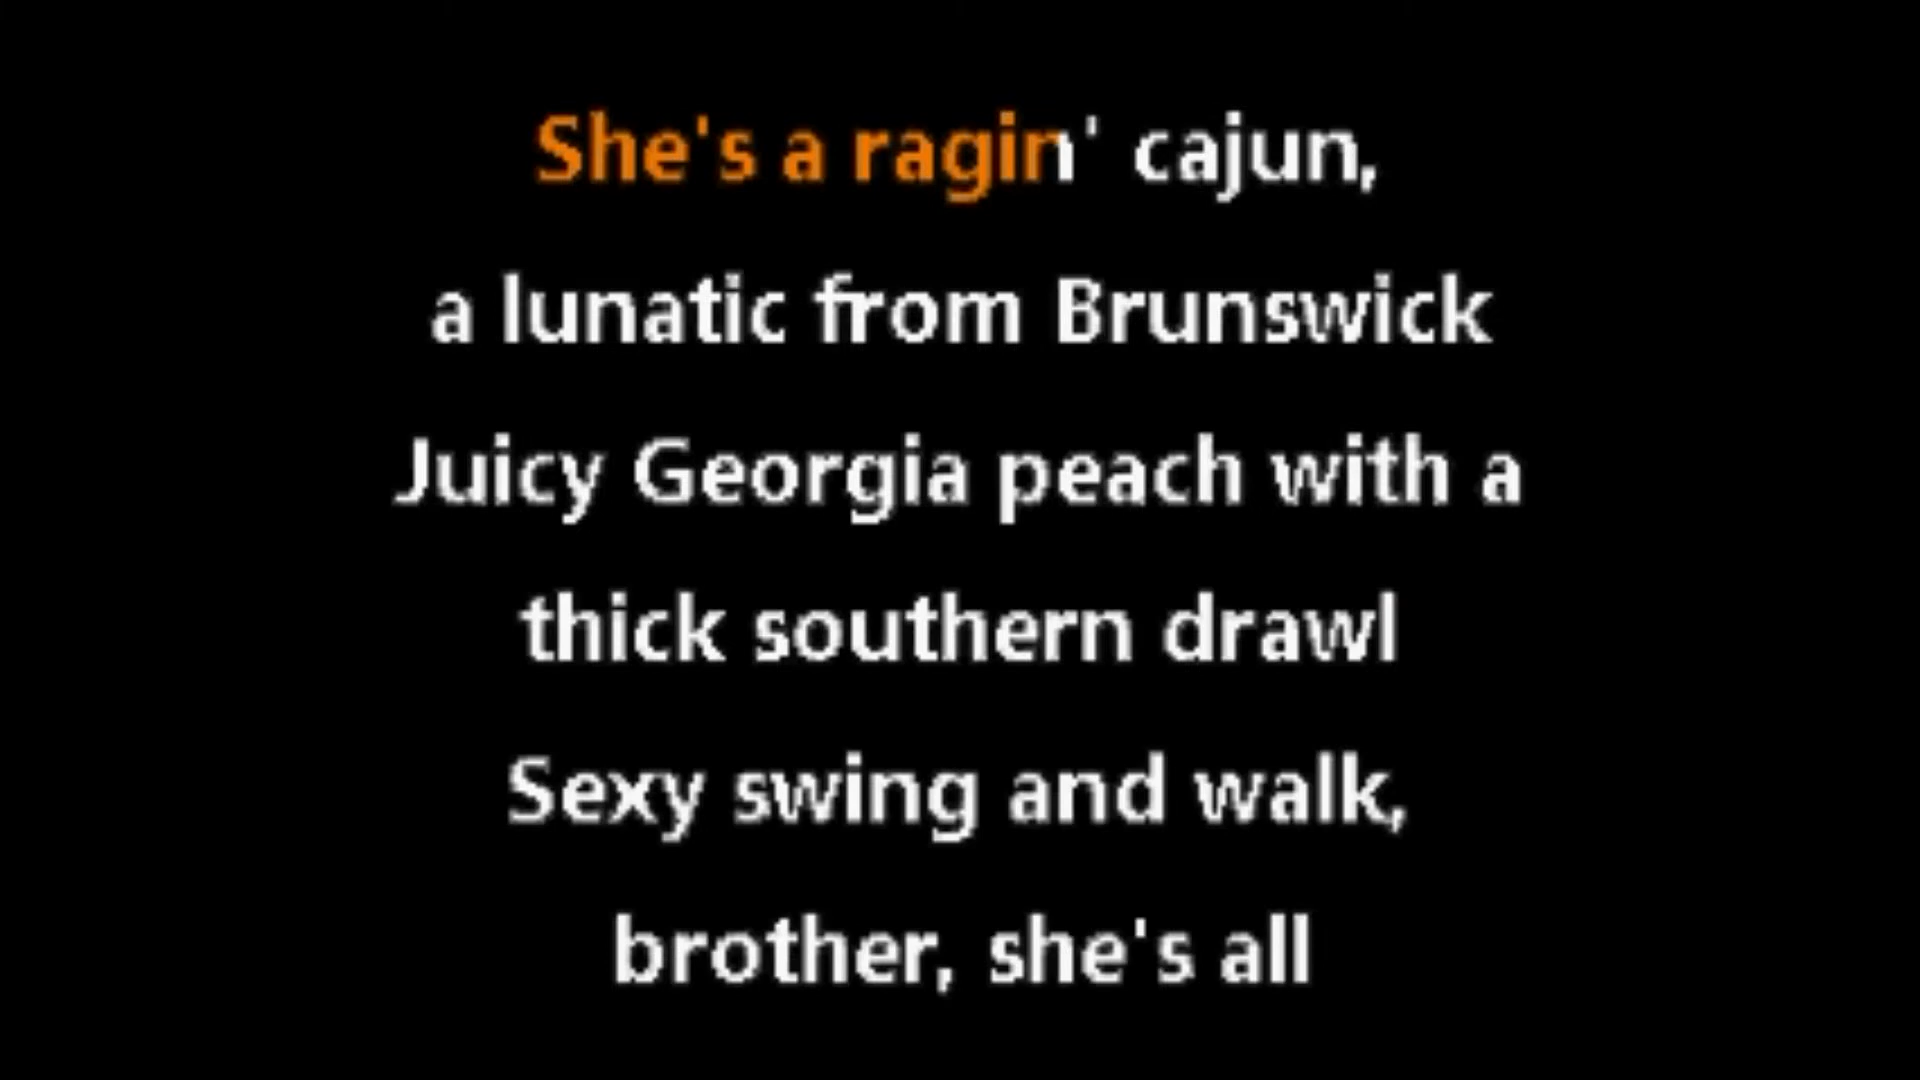 She's a ragin' cajun,
a lunatic from Brunswick
Juicy Georgia peach with a
thick southern drawl
Sexy swing and walk,
brother, she's all